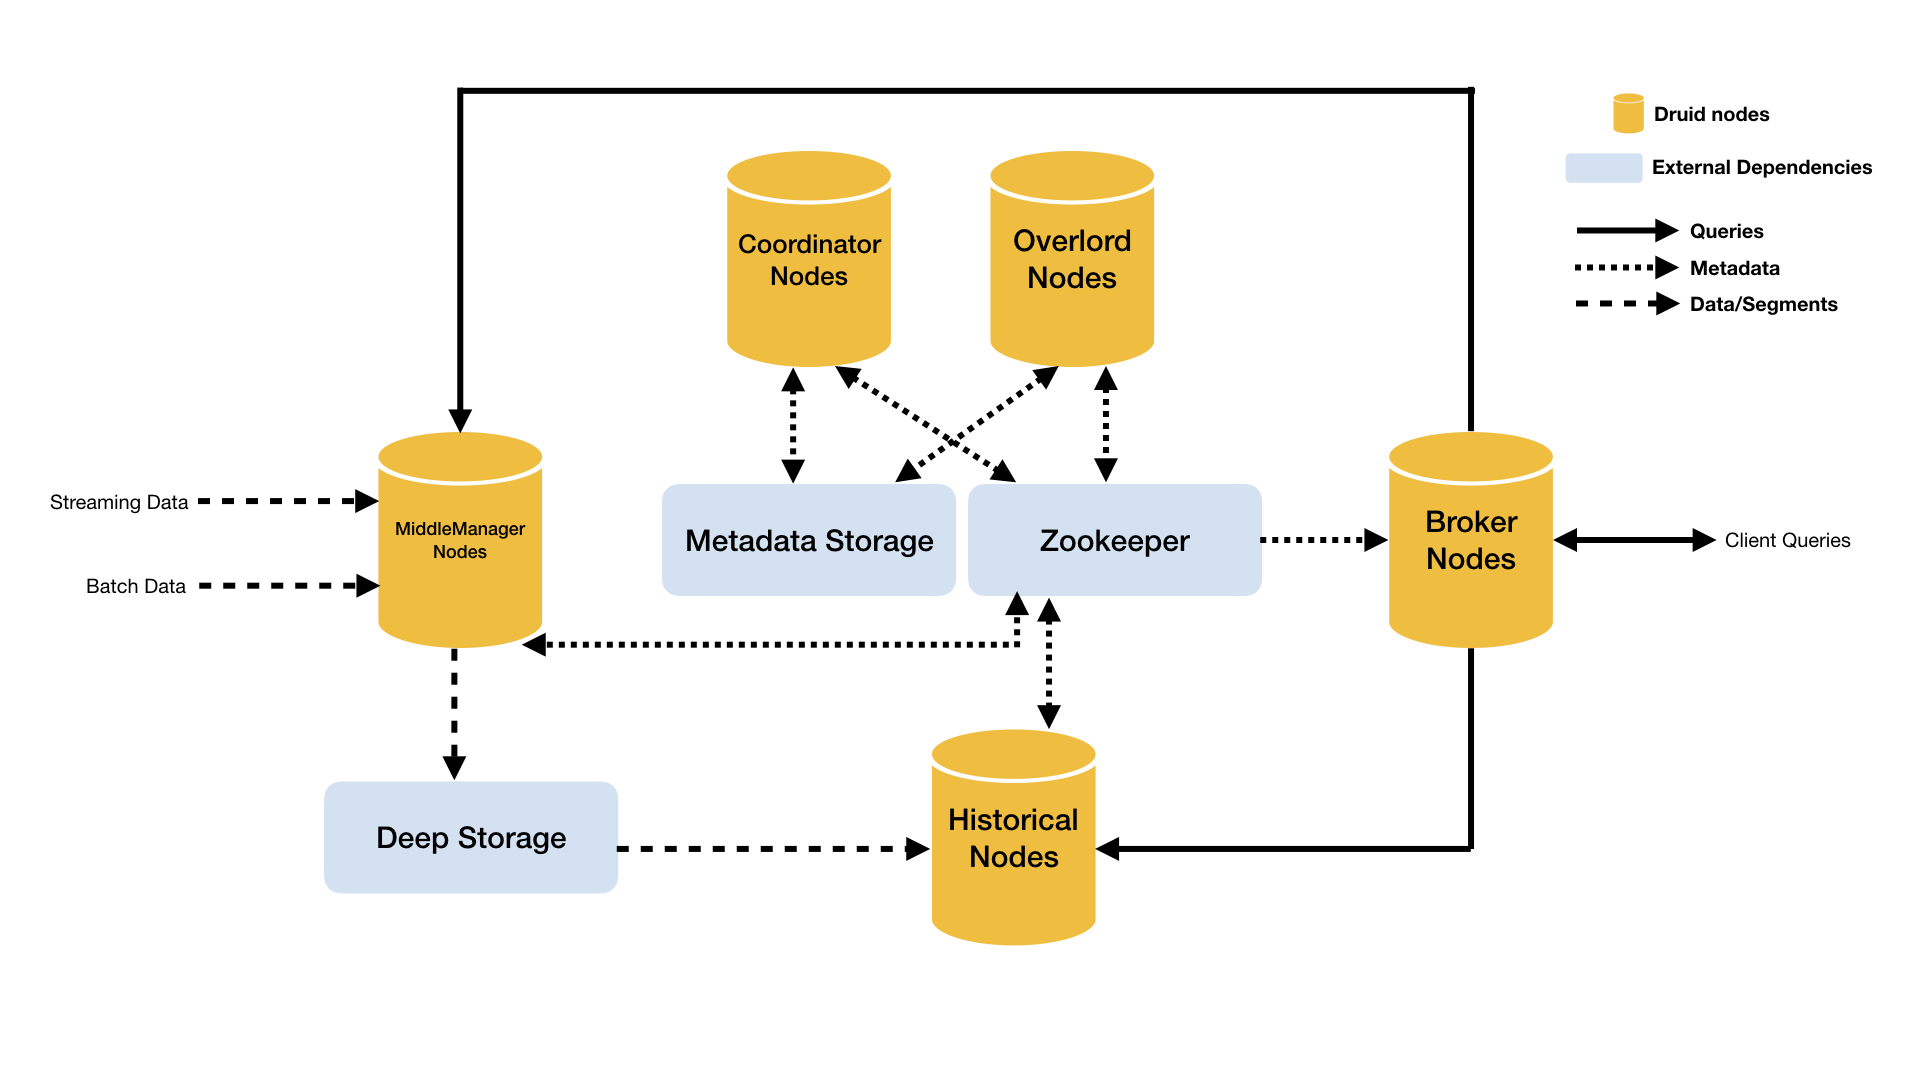 Druid nodes
External Dependencies
Queries
Metadata
Data/Segments
Coordinator
Nodes
Overlord
Nodes
Streaming Data
Batch Data
MiddleManager
Nodes
Metadata Storage
Zookeeper
Broker
Nodes
Client Queries
Deep Storage
Historical
Nodes